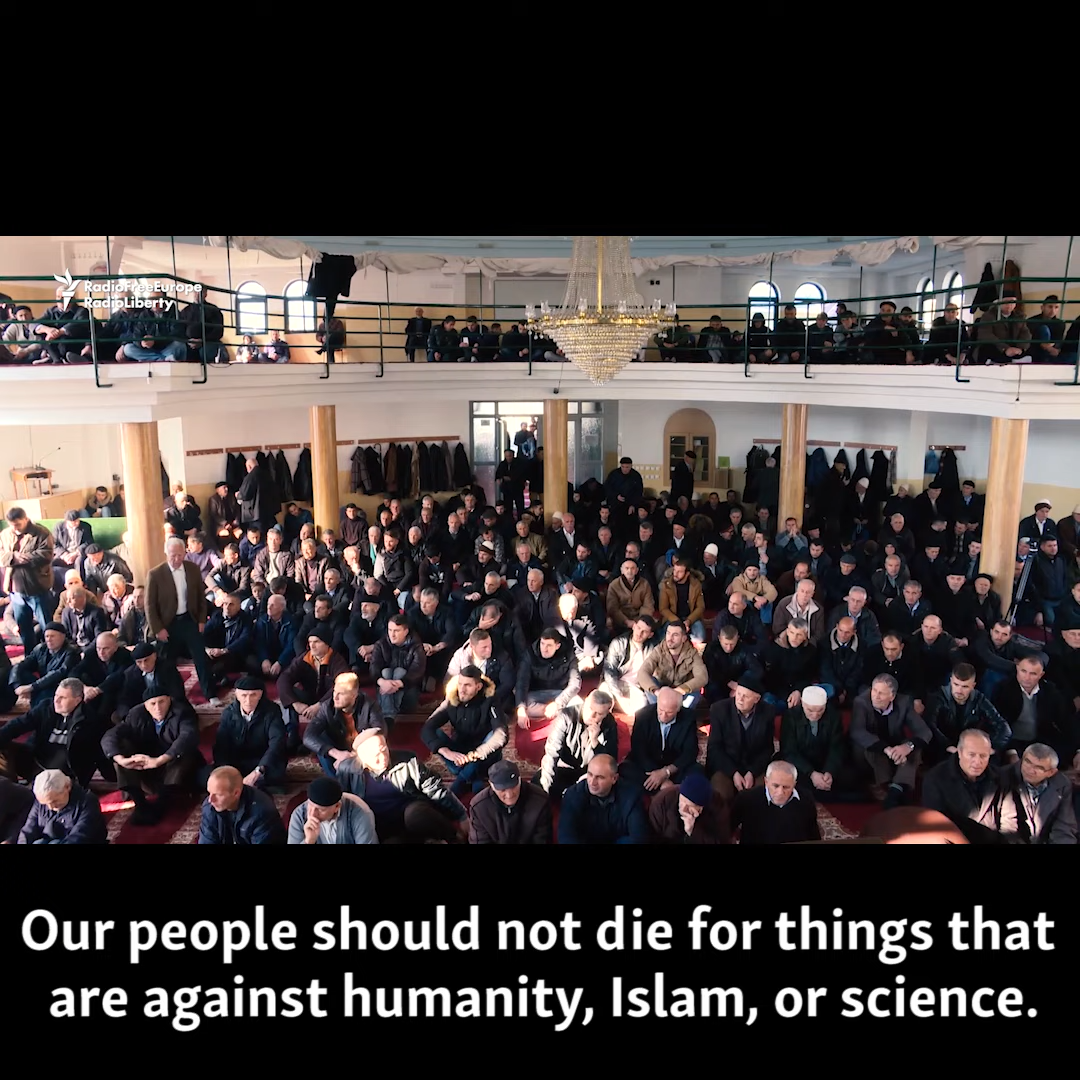 RadioFreeEurope
RadioLiberty
Our people should not die for things that
are against humanity, Islam, or science.